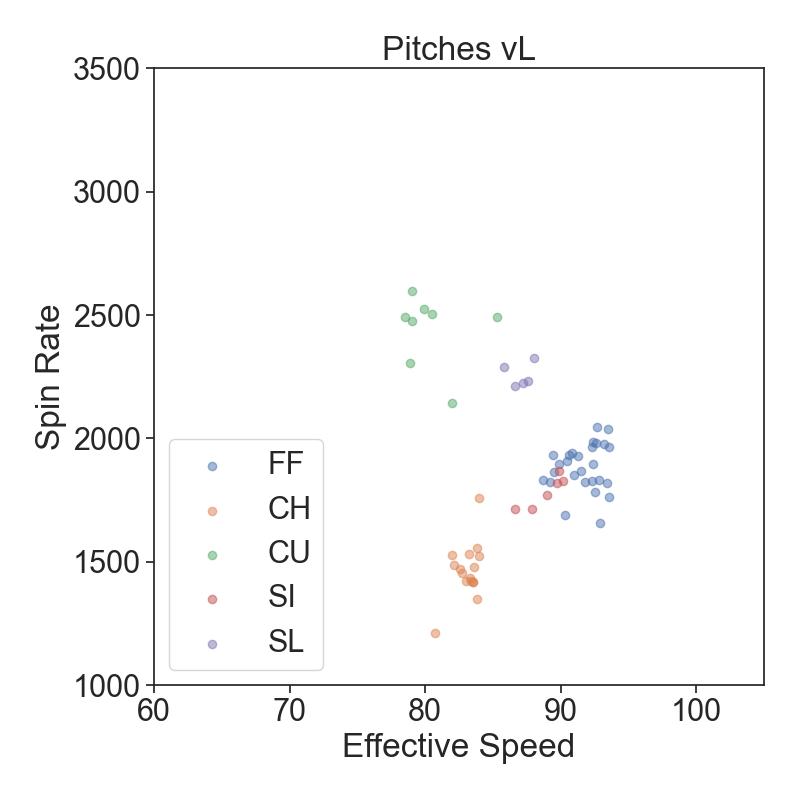 Pitches vL
3500
3000
2500
2000
1500
1000
Spin Rate
FF
CH
CU
SI
SL
60 70 80 90 100
Effective Speed